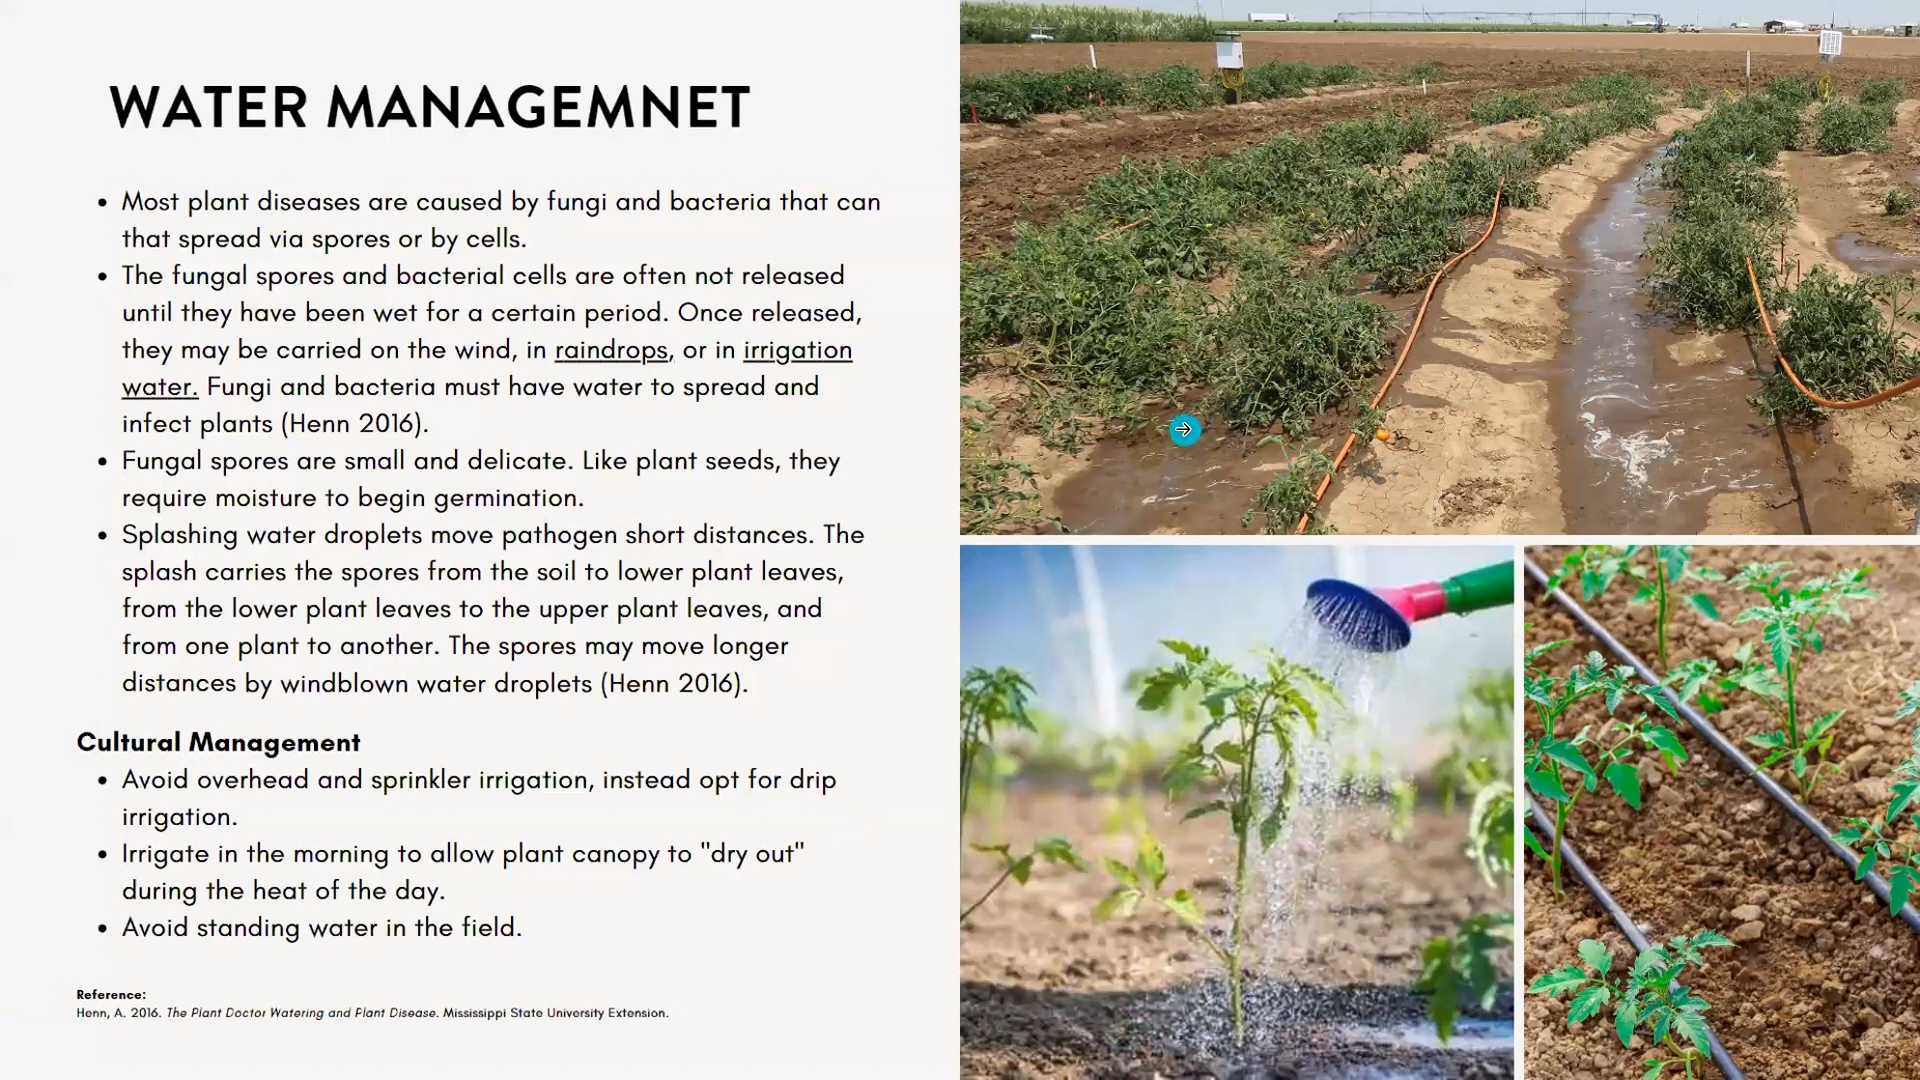 WATER MANAGEMNET
• Most plant diseases are caused by fungi and bacteria that can
that spread via spores or by cells.
• The fungal spores and bacterial cells are often not released
until they have been wet for a certain period. Once released,
they may be carried on the wind, in raindrops, or in irrigation
water. Fungi and bacteria must have water to spread and
infect plants (Henn 2016).
• Fungal spores are small and delicate. Like plant seeds, they
require moisture to begin germination.
• Splashing water droplets move pathogen short distances. The
splash carries the spores from the soil to lower plant leaves,
from the lower plant leaves to the upper plant leaves, and
from one plant to another. The spores may move longer
distances by windblown water droplets (Henn 2016).
Cultural Management
• Avoid overhead and sprinkler irrigation, instead opt for drip
irrigation.
• Irrigate in the morning to allow plant canopy to "dry out"
during the heat of the day.
• Avoid standing water in the field.
Reference:
Henn, A. 2016. The Plant Doctor Watering and Plant Disease. Mississippi State University Extension.